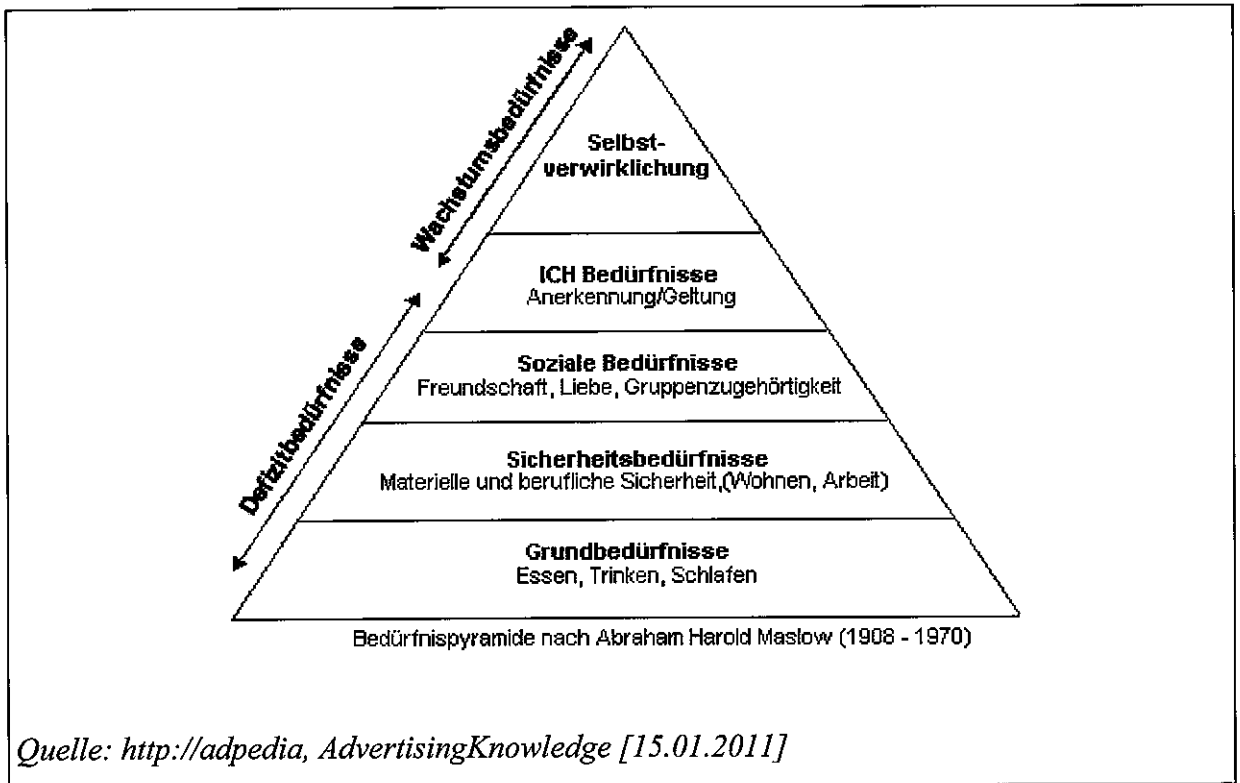 Wachstumsbedürfnisse
Defizitbedürfnisse
Selbst-
verwirklichung
ICH Bedürfnisse
Anerkennung/Geltung
Soziale Bedürfnisse
Freundschaft, Liebe, Gruppenzugehörtigkeit
Sicherheitsbedürfnisse
Materielle und berufliche Sicherheit,(Wohnen, Arbeit)
Grundbedürfnisse
Essen, Trinken, Schlafen
Bedürfnispyramide nach Abraham Harold Maslow (1908 - 1970)
Quelle: http://adpedia, AdvertisingKnowledge [15.01.2011]